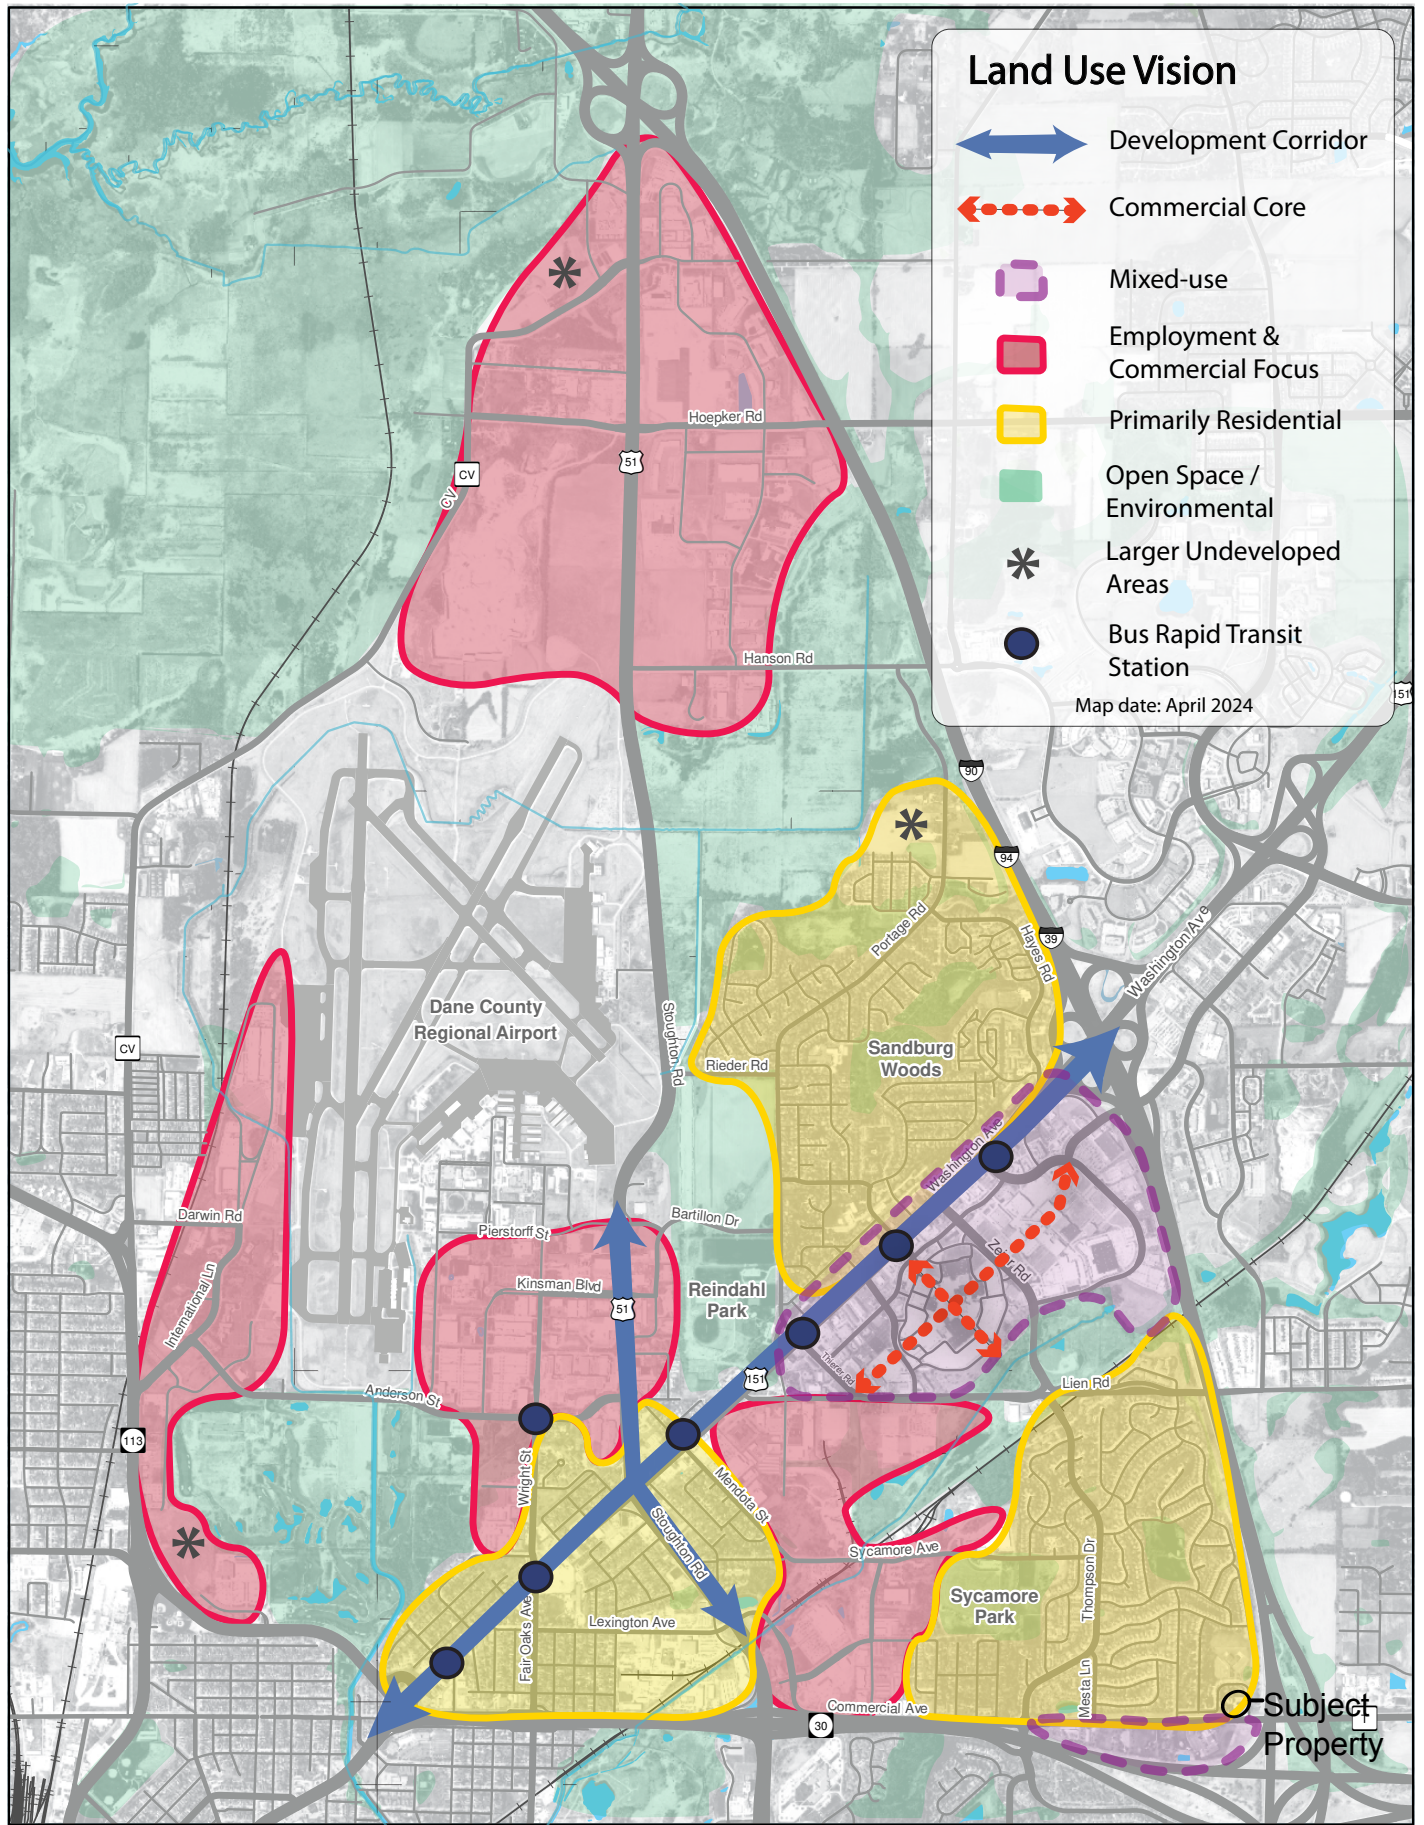 Land Use Vision
Development Corridor
Commercial Core
Mixed-use
Employment &
Commercial Focus
Primarily Residential
Open Space /
Environmental
Larger Undeveloped
Areas
Bus Rapid Transit
Station
Map date: April 2024
Hoepker Rd
51
CV
CV
Hanson Rd
151
90
94
39
Portage Rd
Hayes Rd
Washington Ave
Dane County
Regional Airport
Stoughton Rd
CV
Rieder Rd
Sandburg
Woods
Washington Ave
Darwin Rd
Pierstorff St
Bartillon Dr
Zeier Rd
International Ln
Kinsman Blvd
51
Reindahl
Park
Thierer Rd
151
Lien Rd
Anderson St
113
Wright St
Mendota St
Stoughton Rd
Sycamore Ave
Thompson Dr
Sycamore
Park
Fair Oaks Ave
Lexington Ave
Mesta Ln
Commercial Ave
30
Subject
Property